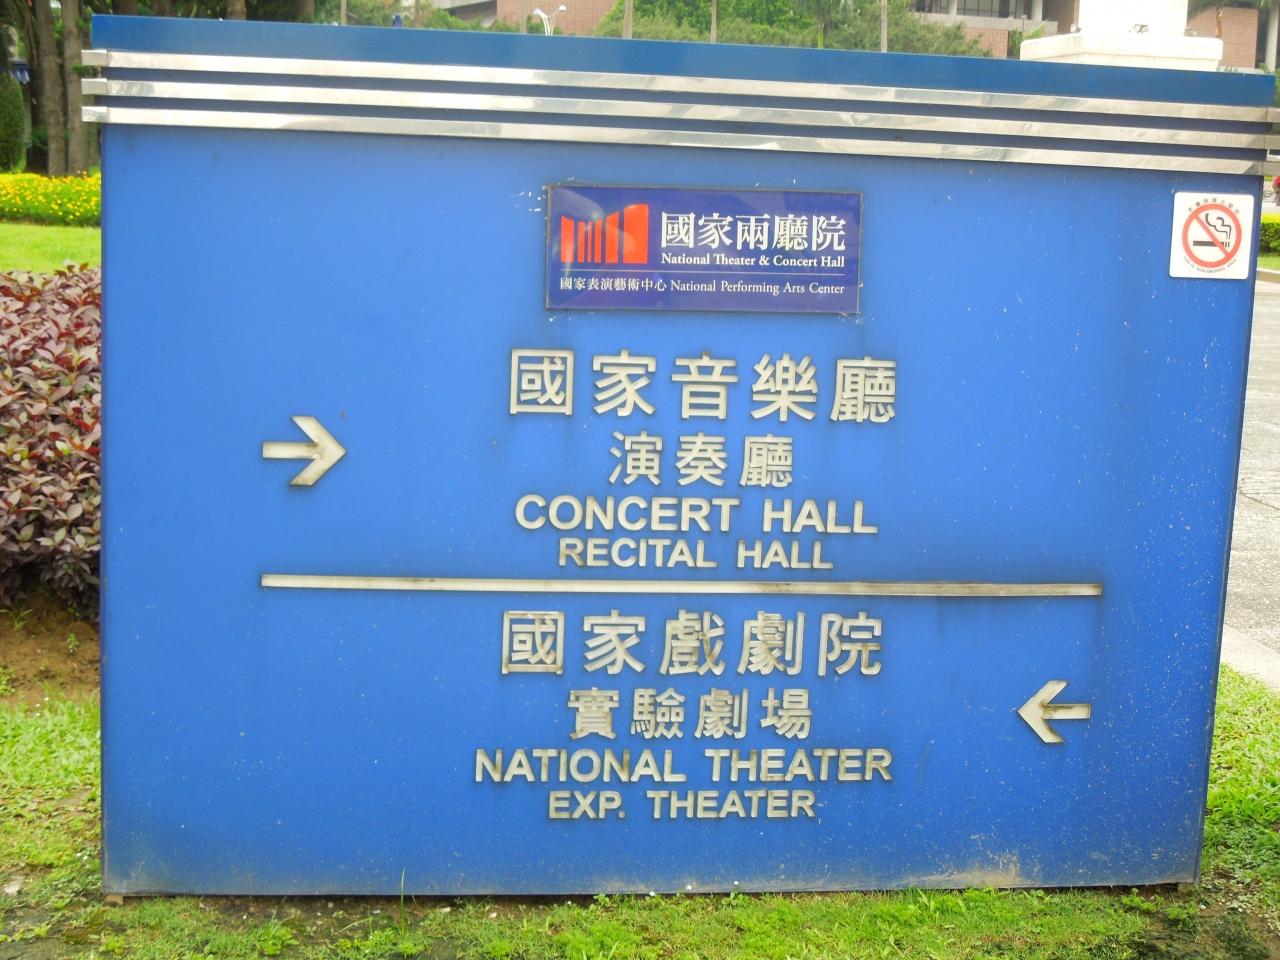 國家兩廳院
National Theater & Concert Hall
國家表演藝術中心 National Performing Arts Center
國家音樂廳
演奏廳
CONCERT HALL
RECITAL HALL
國家戲劇院
實驗劇場
NATIONAL THEATER
EXP. THEATER